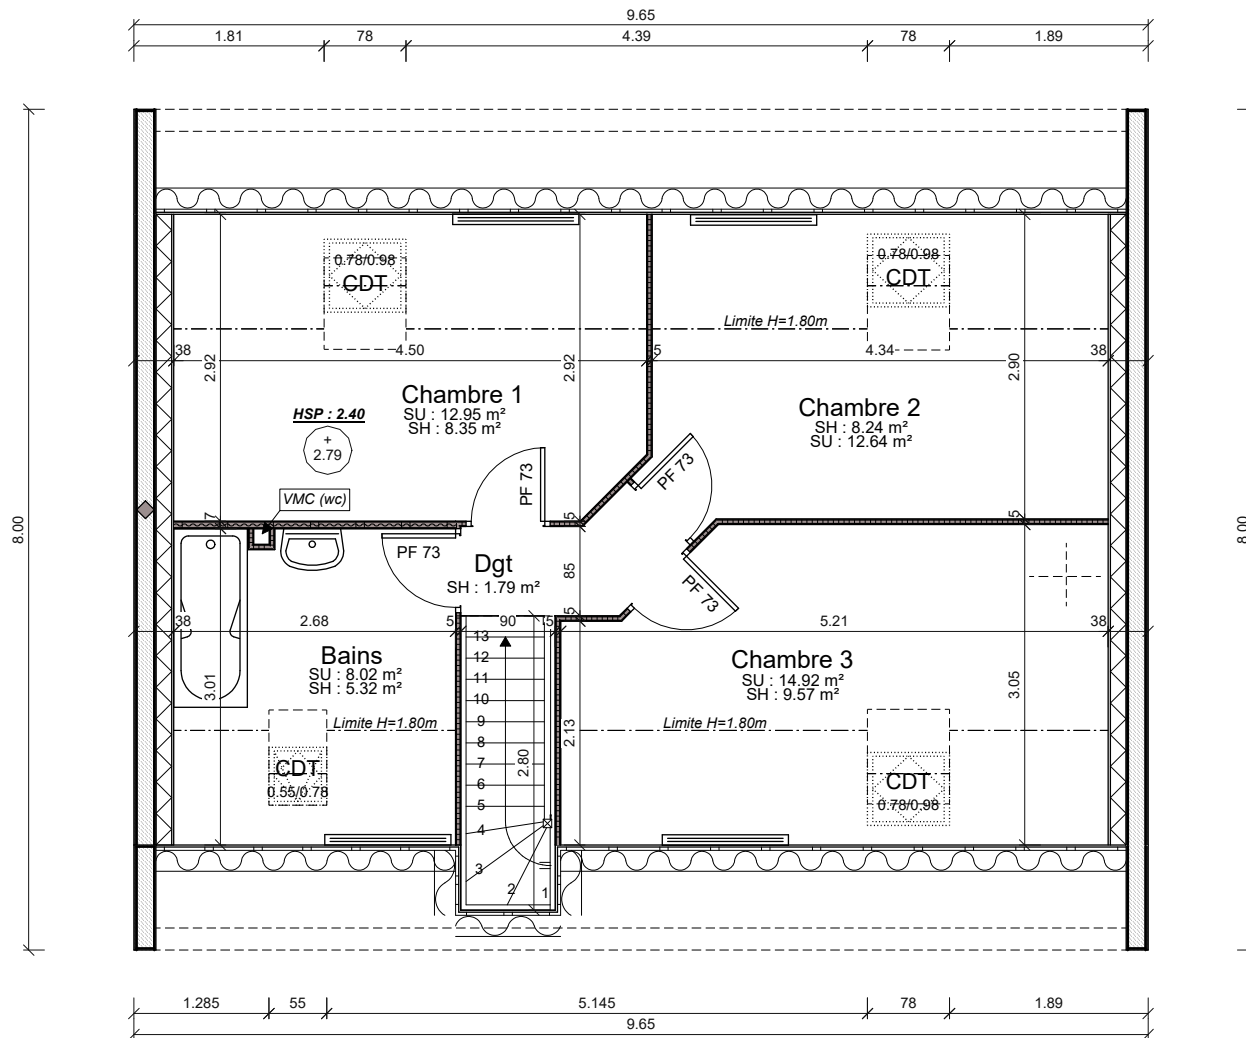 9.65
1.81 78 4.39 78 1.89
8.00
8.00
0.78/0.98
CDT
0.78/0.98
CDT
Limite H=1.80m
38 4.50 5 4.34 38
2.92
2.92
2.90
Chambre 1
SU : 12.95 m²
SH : 8.35 m²
Chambre 2
SH : 8.24 m²
SU : 12.64 m²
HSP : 2.40
+
2.79
PF 73
PF 73
VMC (wc)
7
5
5
PF 73
Dgt
SH : 1.79 m²
85
PF 73
5
38 2.68 5 90 5 5.21 38
Bains
SU : 8.02 m²
SH : 5.32 m²
Chambre 3
SU : 14.92 m²
SH : 9.57 m²
3.01
3.05
Limite H=1.80m
Limite H=1.80m
2.13
2.80
13
12
11
10
9
8
7
6
5
4
3
2
1
CDT
0.55/0.78
CDT
0.78/0.98
1.285 55 5.145 78 1.89
9.65